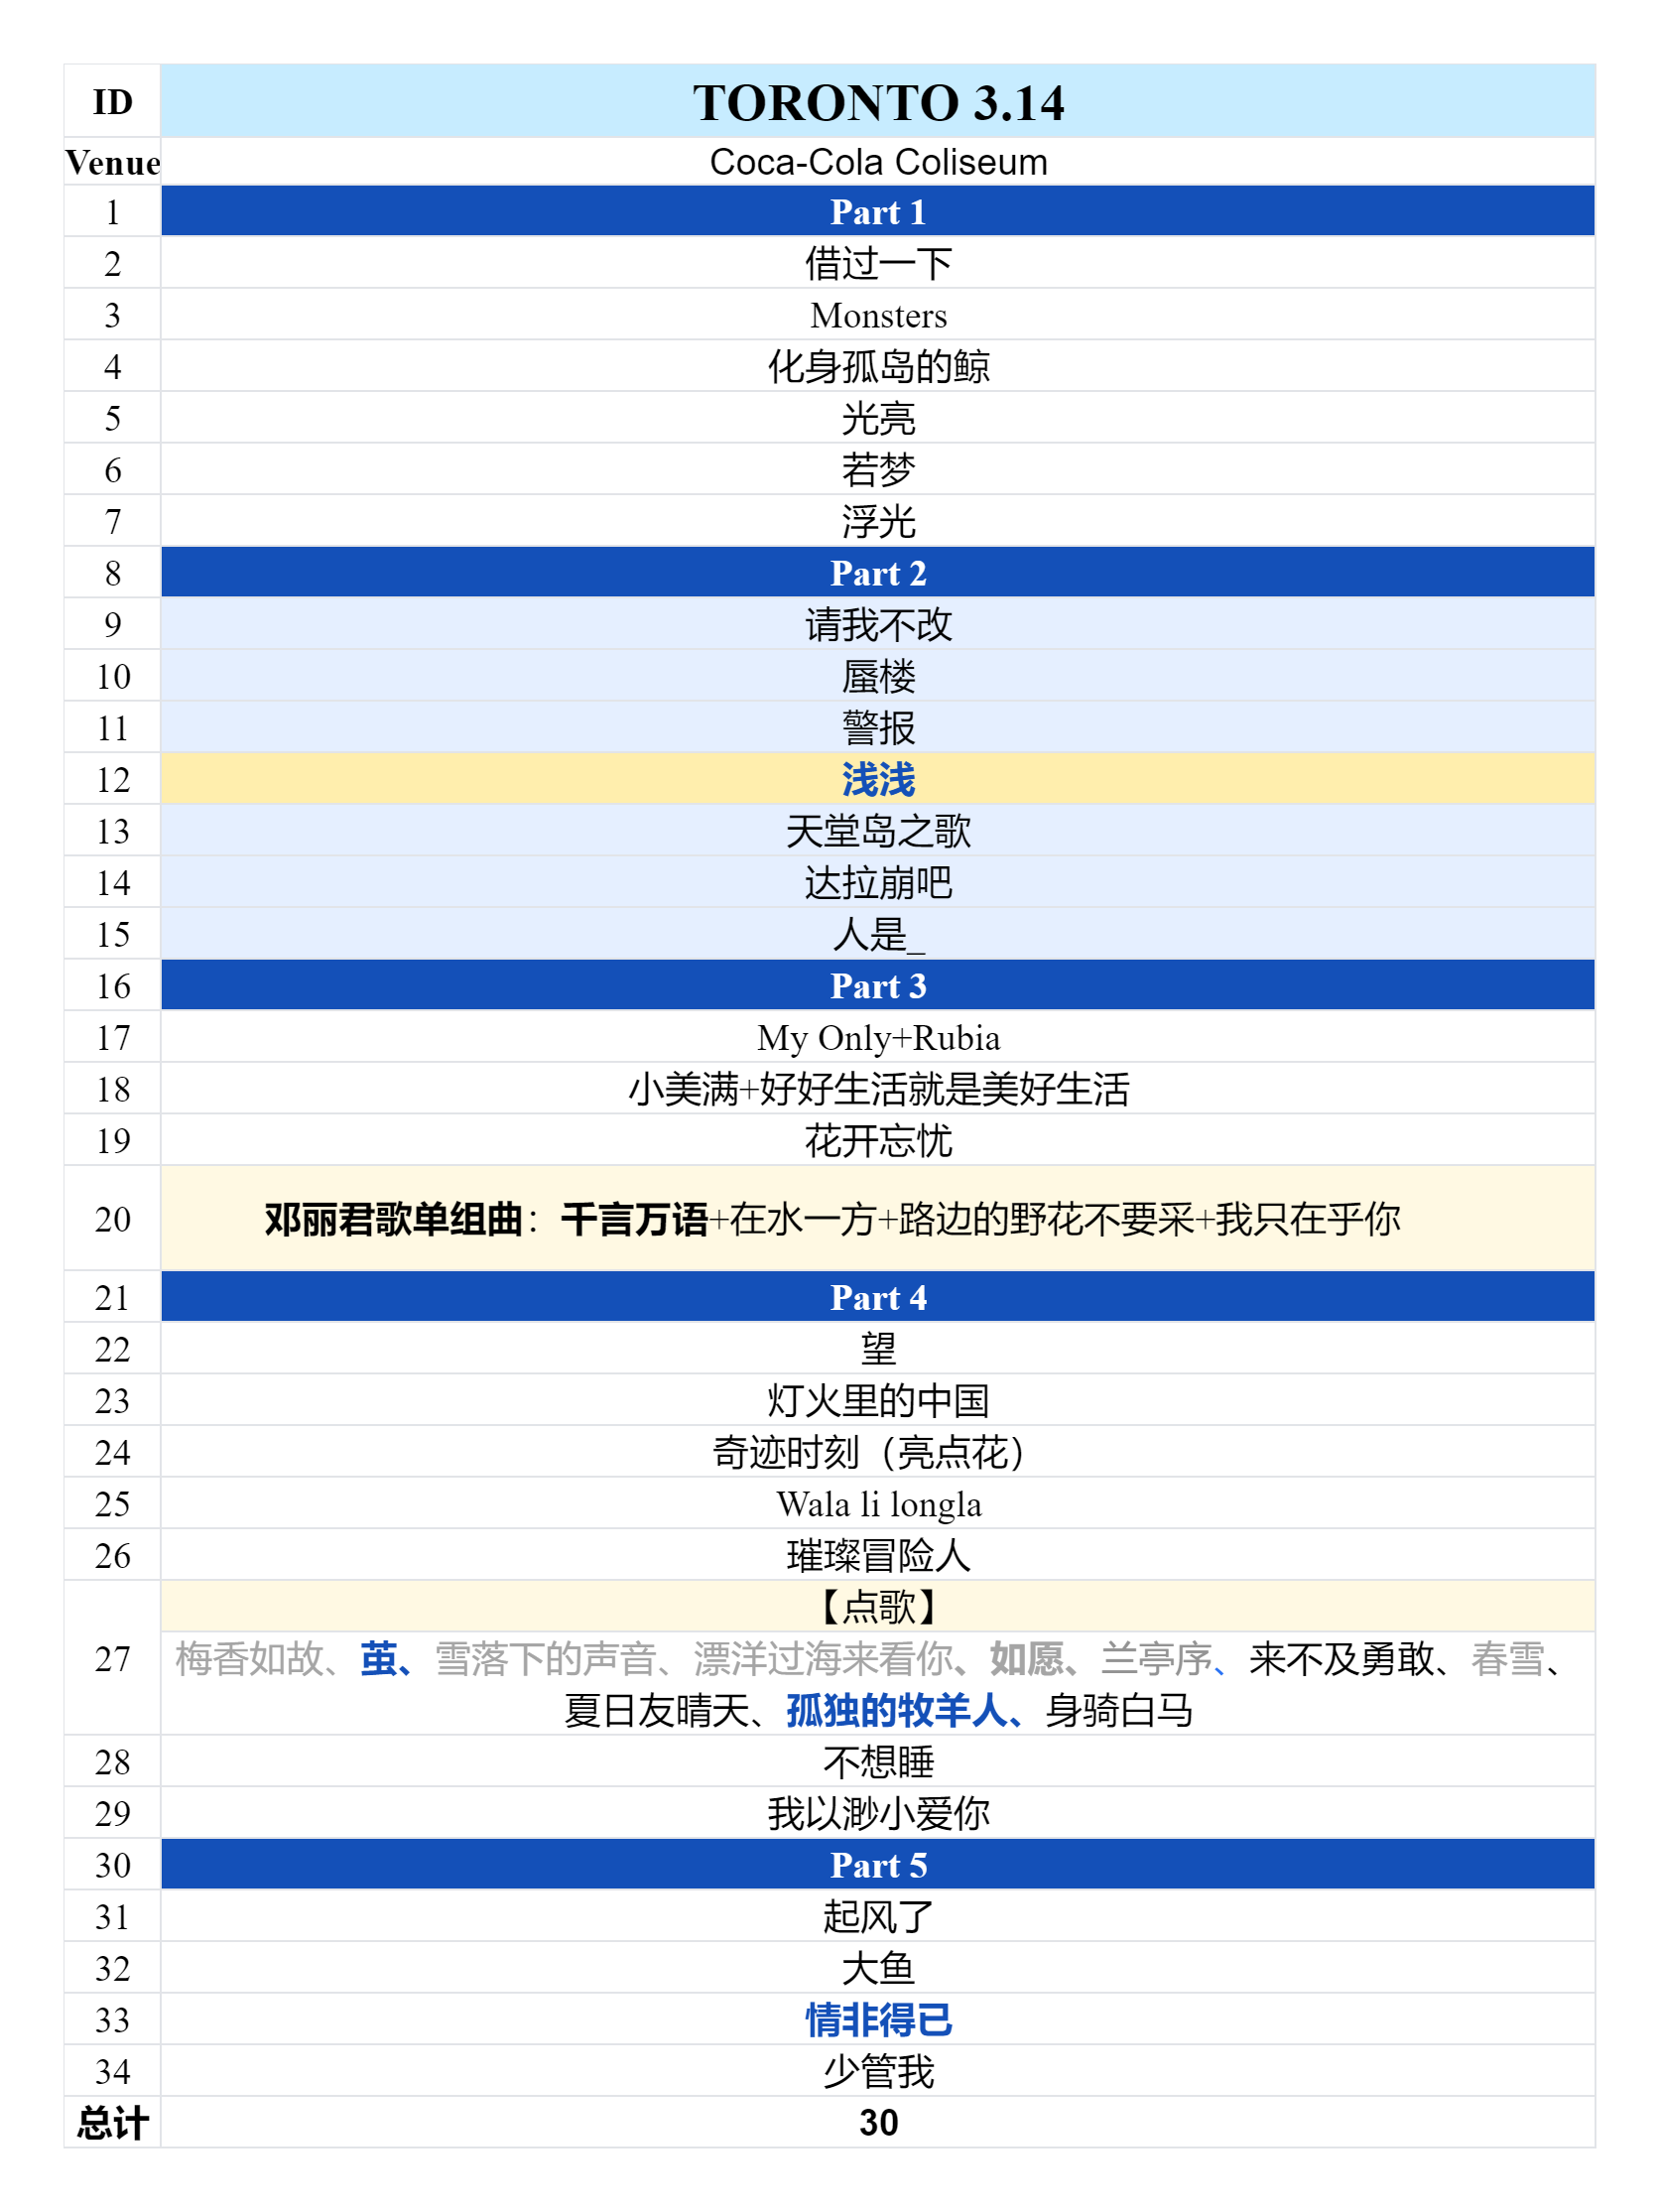 ID TORONTO 3.14
Venue Coca-Cola Coliseum
1 Part 1
2 借过一下
3 Monsters
4 化身孤岛的鲸
5 光亮
6 若梦
7 浮光
8 Part 2
9 请我不改
10 蜃楼
11 警报
12 浅浅
13 天堂岛之歌
14 达拉崩吧
15 人是_
16 Part 3
17 My Only+Rubia
18 小美满+好好生活就是美好生活
19 花开忘忧
20 邓丽君歌单组曲：千言万语+在水一方+路边的野花不要采+我只在乎你
21 Part 4
22 望
23 灯火里的中国
24 奇迹时刻（亮点花）
25 Wala li longla
26 璀璨冒险人
【点歌】
27 梅香如故、茧、雪落下的声音、漂洋过海来看你、如愿、兰亭序、来不及勇敢、春雪、
夏日友晴天、孤独的牧羊人、身骑白马
28 不想睡
29 我以渺小爱你
30 Part 5
31 起风了
32 大鱼
33 情非得已
34 少管我
总计 30